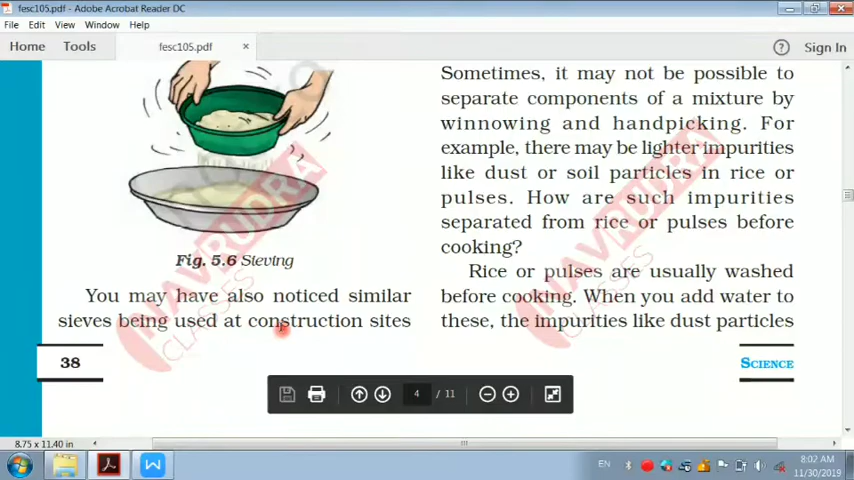 fesc105.pdf - Adobe Acrobat Reader DC
File Edit View Window Help
Home Tools fesc105.pdf × ? Sign In
Fig. 5.6 Sieving
You may have also noticed similar
sieves being used at construction sites
38
Sometimes, it may not be possible to
separate components of a mixture by
winnowing and handpicking. For
example, there may be lighter impurities
like dust or soil particles in rice or
pulses. How are such impurities
separated from rice or pulses before
cooking?
Rice or pulses are usually washed
before cooking. When you add water to
these, the impurities like dust particles
SCIENCE
NAVRUDRA
CLASSES
NAVRUDRA
CLASSES
4 / 11
8.75 x 11.40 in
EN
8:02 AM
11/30/2019